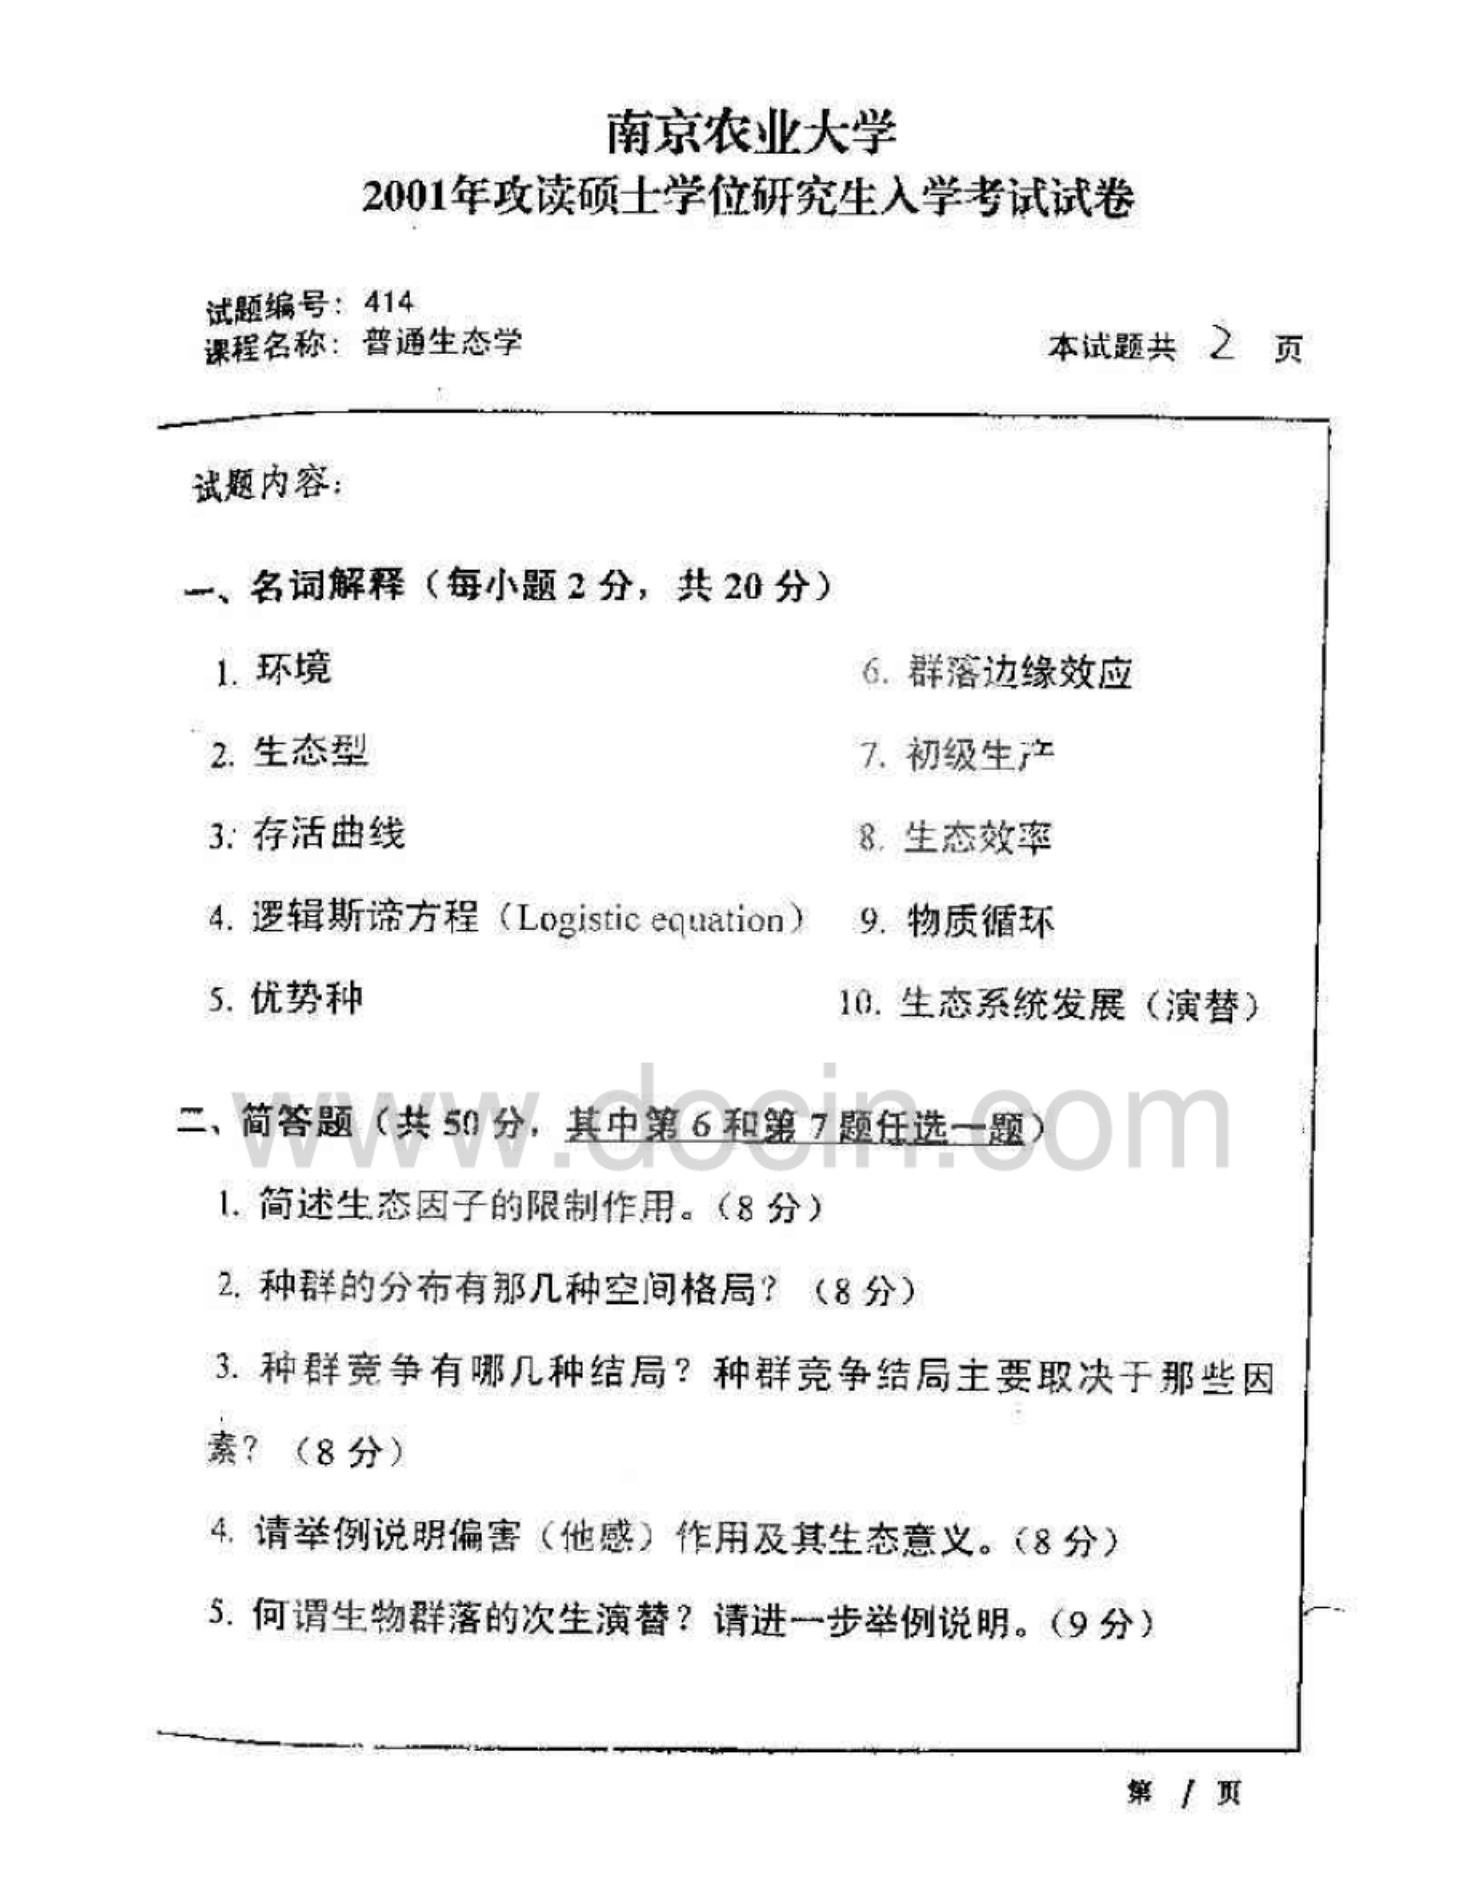 南京农业大学
2001年攻读硕士学位研究生入学考试试卷
试题编号：414
课程名称：普通生态学
本试题共 2 页
试题内容：
一、名词解释（每小题 2 分，共 20 分）
1. 环境
6. 群落边缘效应
2. 生态型
7. 初级生产
3. 存活曲线
8. 生态效率
4. 逻辑斯谛方程（Logistic equation）
9. 物质循环
5. 优势种
10. 生态系统发展（演替）
二、简答题（共 50 分，其中第 6 和第 7 题任选一题）
www.docin.com
1. 简述生态因子的限制作用。（8 分）
2. 种群的分布有那几种空间格局？（8 分）
3. 种群竞争有哪几种结局？种群竞争结局主要取决于那些因
素？（8 分）
4. 请举例说明偏害（他感）作用及其生态意义。（8 分）
5. 何谓生物群落的次生演替？请进一步举例说明。（9 分）
第 1 页